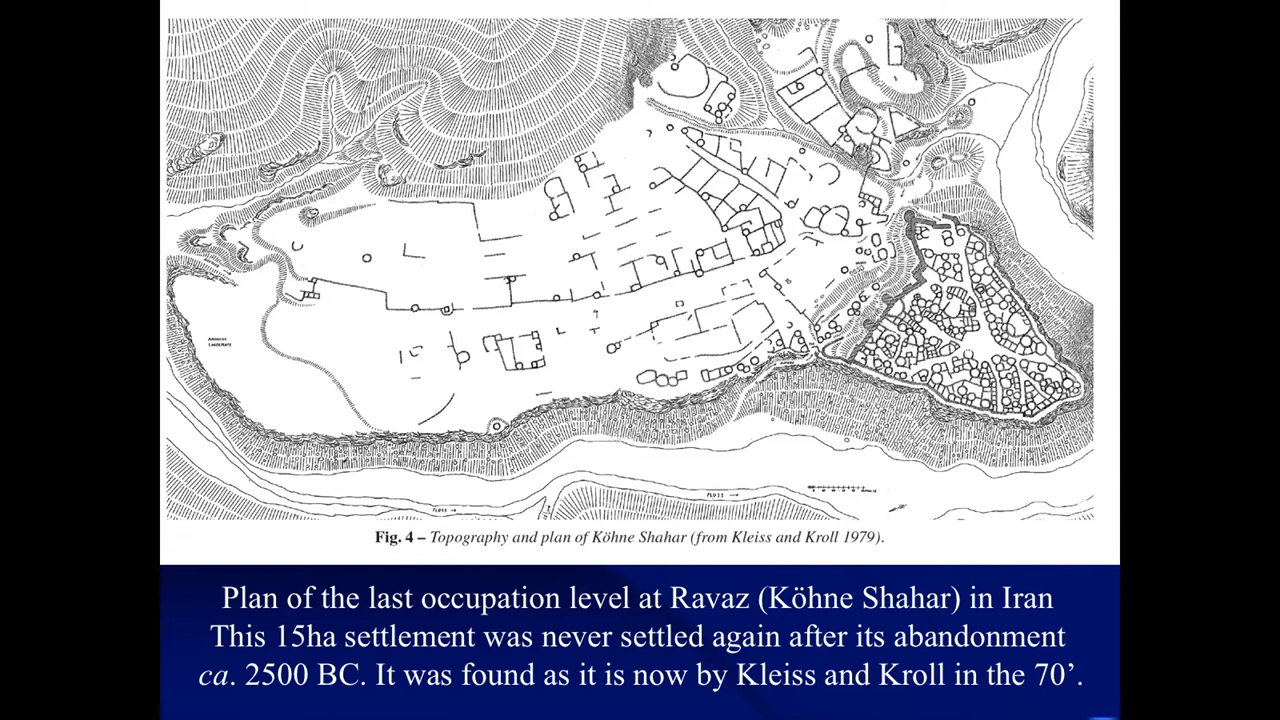 FLUSS →
FLUSS →
Fig. 4 – Topography and plan of Köhne Shahar (from Kleiss and Kroll 1979).
Plan of the last occupation level at Ravaz (Köhne Shahar) in Iran
This 15ha settlement was never settled again after its abandonment
ca. 2500 BC. It was found as it is now by Kleiss and Kroll in the 70’.